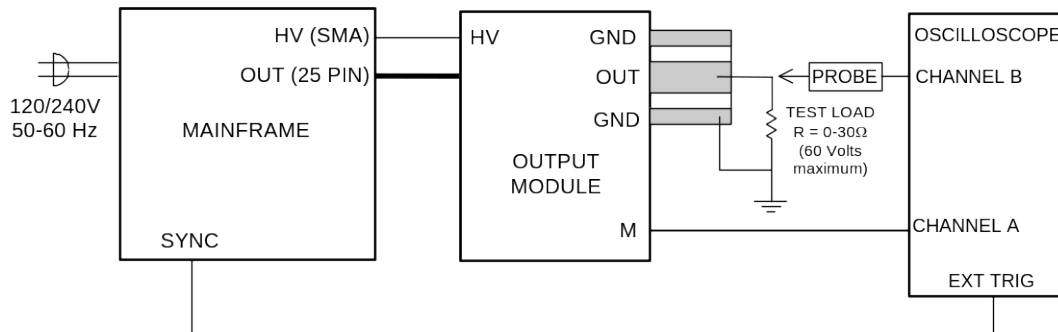 HV (SMA)
OUT (25 PIN)
MAINFRAME
SYNC
120/240V
50-60 Hz
HV
GND
OUT
GND
OUTPUT
MODULE
M
PROBE
TEST LOAD
R = 0-30Ω
(60 Volts
maximum)
OSCILLOSCOPE
CHANNEL B
CHANNEL A
EXT TRIG